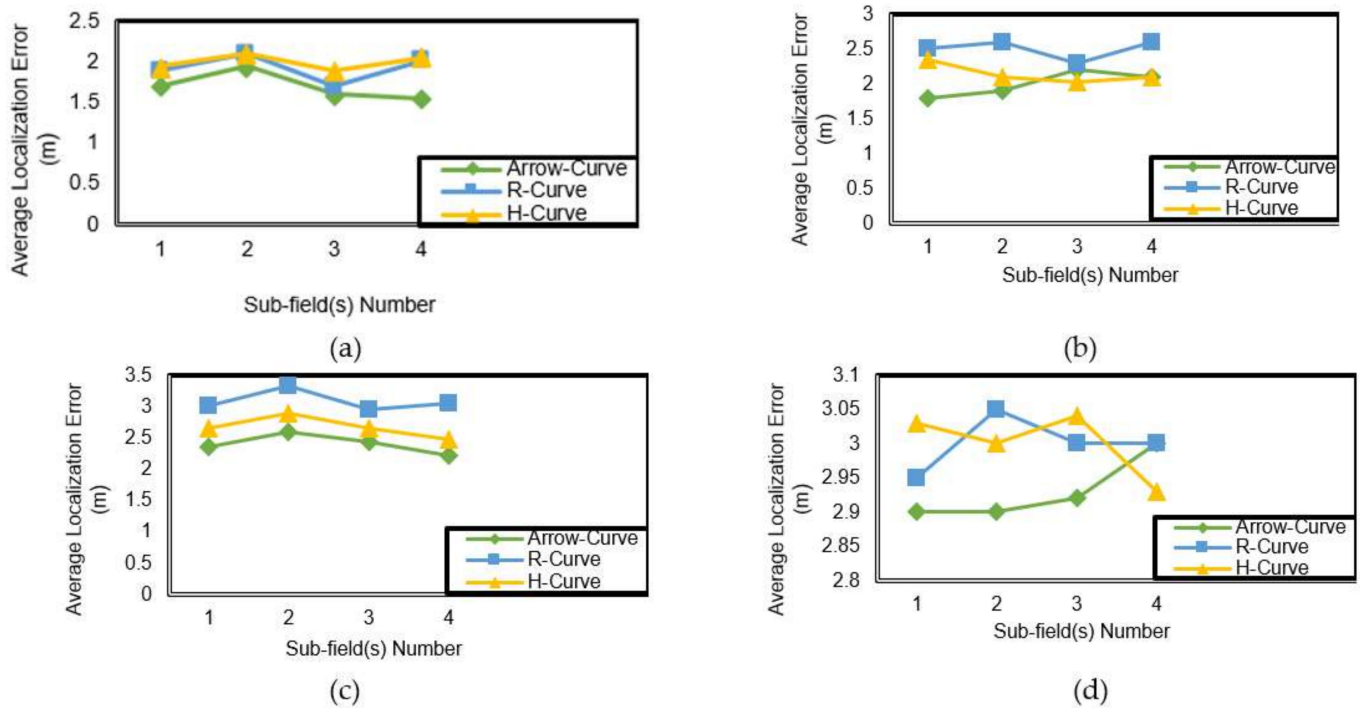 Average Localization Error
(m)
2.5
2
1.5
1
0.5
0
Arrow-Curve
R-Curve
H-Curve
1 2 3 4
Sub-field(s) Number
(a)
Average Localization Error
(m)
3
2.5
2
1.5
1
0.5
0
Arrow-Curve
R-Curve
H-Curve
1 2 3 4
Sub-field(s) Number
(b)
Average Localization Error
(m)
3.5
3
2.5
2
1.5
1
0.5
0
Arrow-Curve
R-Curve
H-Curve
1 2 3 4
Sub-field(s) Number
(c)
Average Localization Error
(m)
3.1
3.05
3
2.95
2.9
2.85
2.8
Arrow-Curve
R-Curve
H-Curve
1 2 3 4
Sub-field(s) Number
(d)